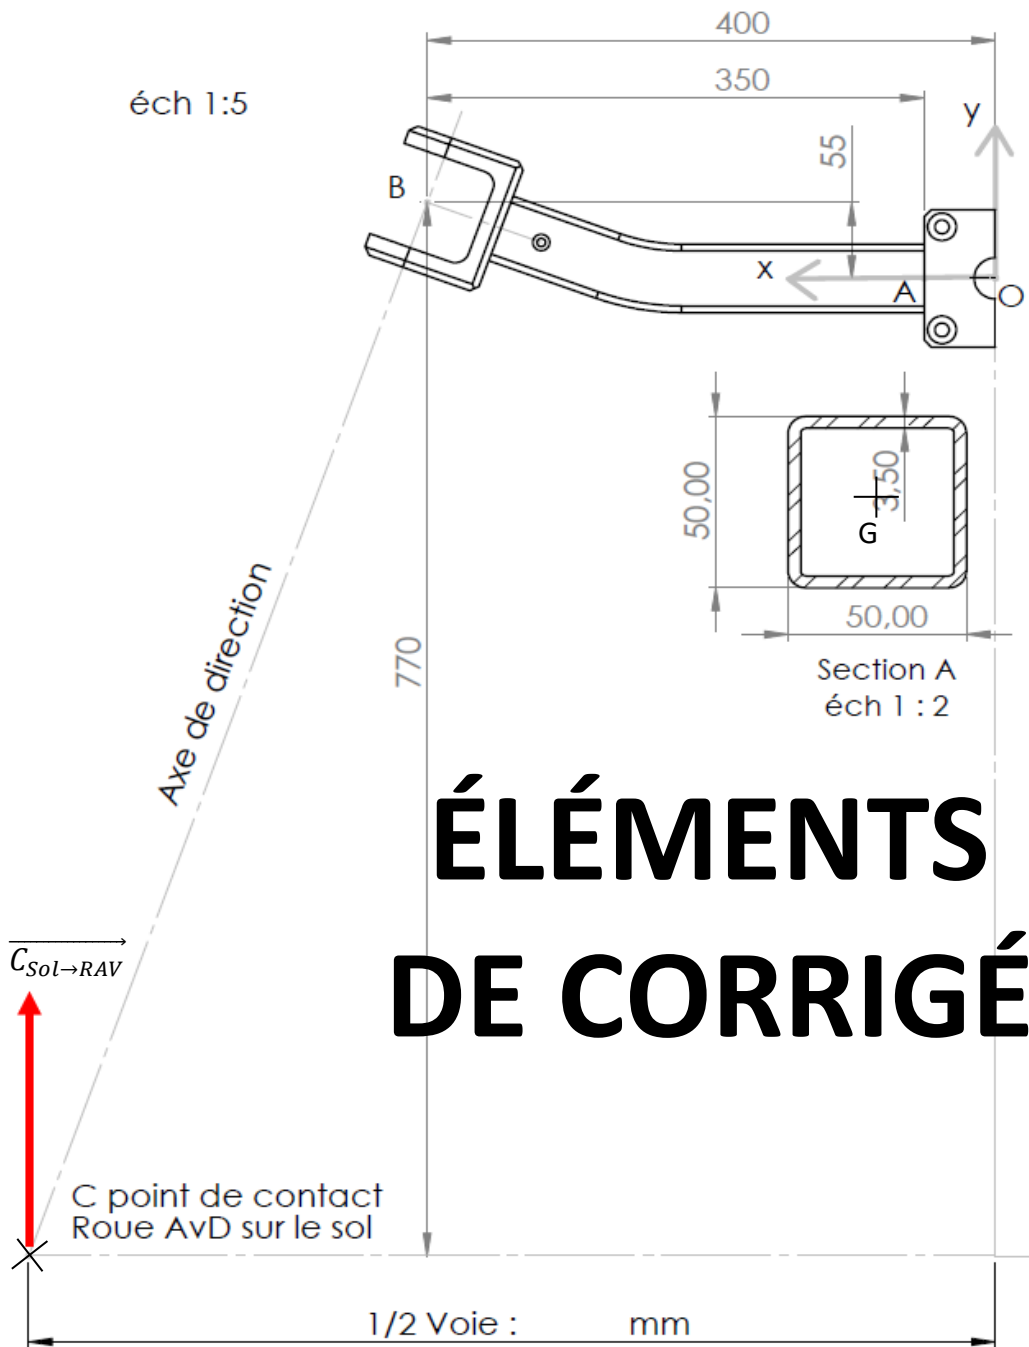 400
éch 1:5
350
y
55
B
x
A
O
50,00
3,50
G
50,00
Section A
éch 1 : 2
Axe de direction
770
ÉLÉMENTS
DE CORRIGÉ
C Sol→RAV
C point de contact
Roue AvD sur le sol
1/2 Voie : mm